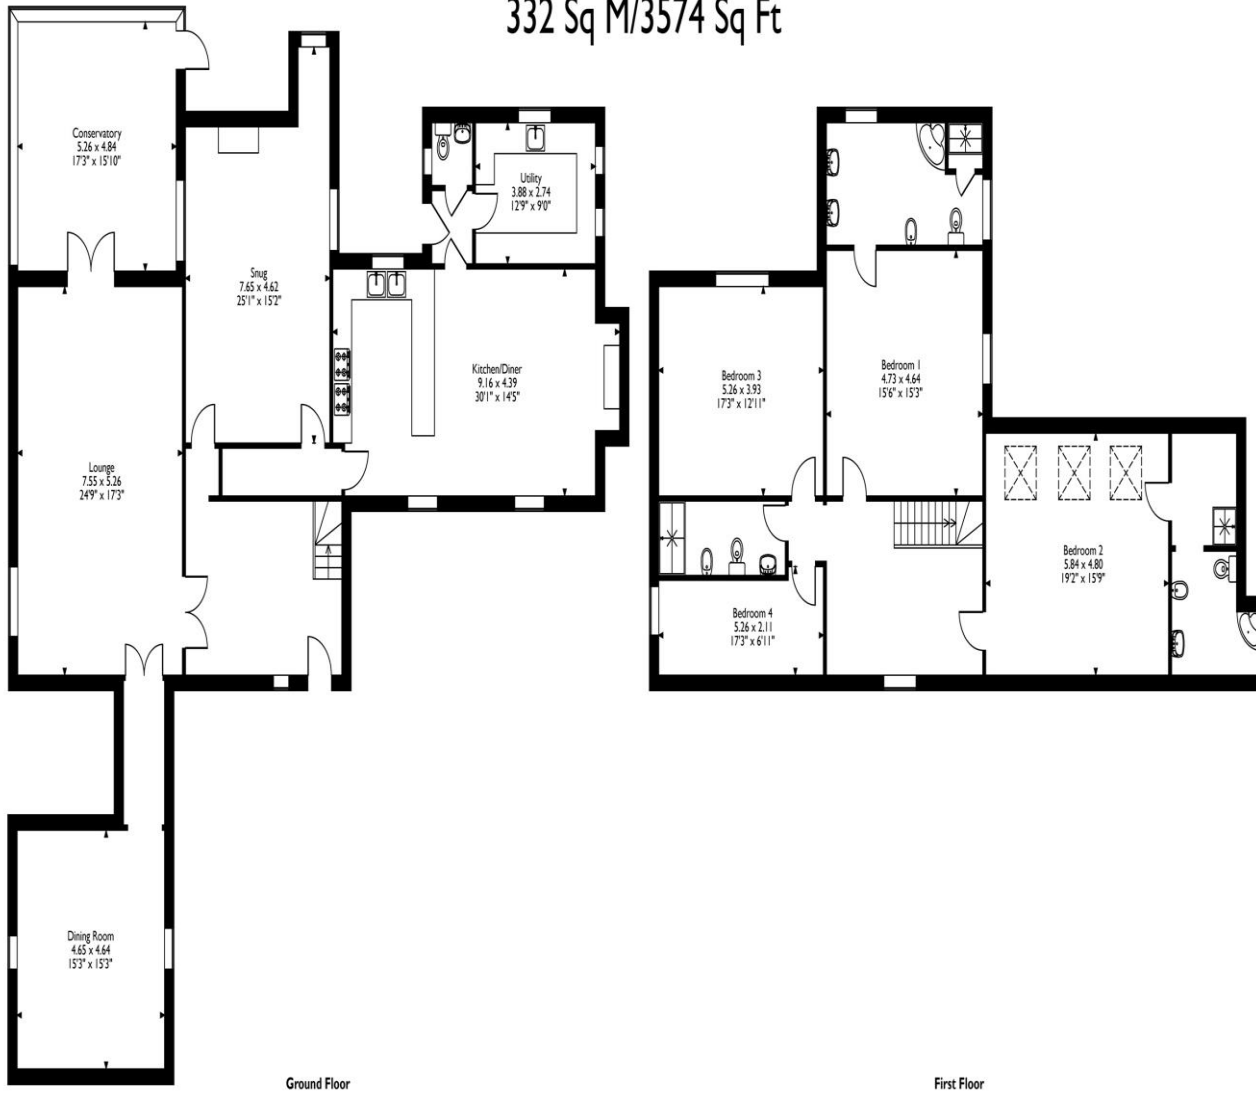 332 Sq M/3574 Sq Ft
Conservatory
5.26 x 4.84
17'3" x 15'10"
Snug
7.65 x 4.62
25'1" x 15'2"
Utility
3.88 x 2.74
12'9" x 9'0"
Kitchen/Diner
9.16 x 4.39
30'1" x 14'5"
Lounge
7.55 x 5.26
24'9" x 17'3"
Dining Room
4.65 x 4.64
15'3" x 15'3"
Ground Floor
Bedroom 3
5.26 x 3.93
17'3" x 12'11"
Bedroom 1
4.73 x 4.64
15'6" x 15'3"
Bedroom 2
5.84 x 4.80
19'2" x 15'9"
Bedroom 4
5.26 x 2.11
17'3" x 6'11"
First Floor